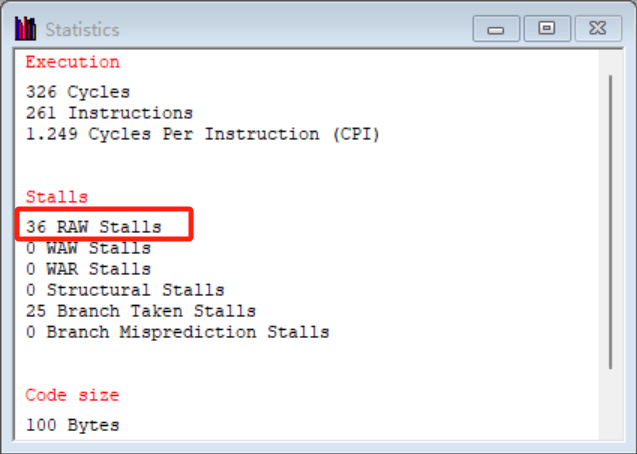 Statistics
Execution
326 Cycles
261 Instructions
1.249 Cycles Per Instruction (CPI)
Stalls
36 RAW Stalls
0 WAW Stalls
0 WAR Stalls
0 Structural Stalls
25 Branch Taken Stalls
0 Branch Misprediction Stalls
Code size
100 Bytes